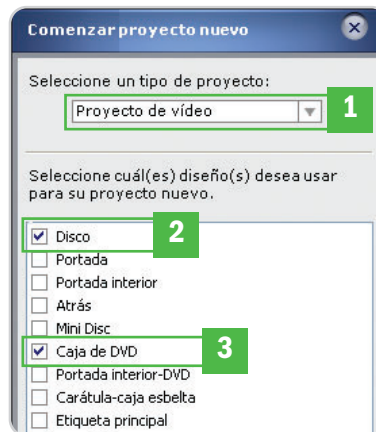 Comenzar proyecto nuevo
Seleccione un tipo de proyecto:
Proyecto de vídeo
1
Seleccione cuál(es) diseño(s) desea usar
para su proyecto nuevo.
2
Disco
Portada
Portada interior
Atrás
Mini Disc
Caja de DVD
3
Portada interior-DVD
Carátula-caja esbelta
Etiqueta principal